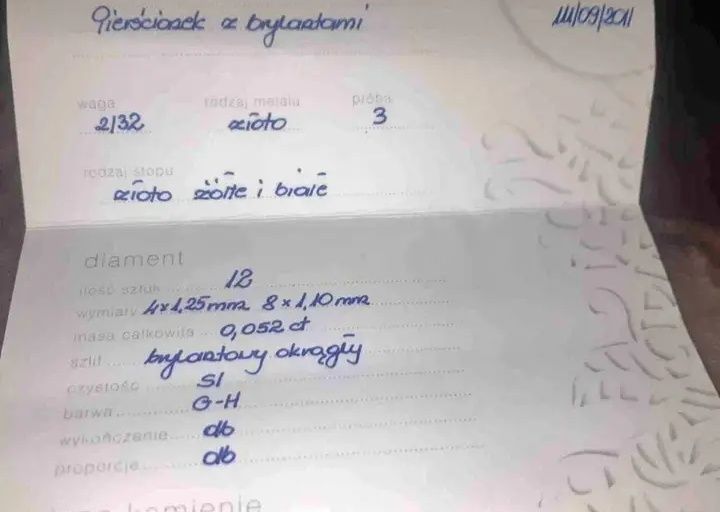 Pierścionek z brylantami
14/09/2011
waga 2,32 rodzaj metalu złoto próba 3
rodzaj stopu
złoto żółte i białe
diament
ilość sztuk 12
wymiary 4x1,25mm 8x1,10mm
masa całkowita 0,052 ct
szlif brylantowy okrągły
czystość SI
barwa G-H
wykończenie db
proporcje db
kamienie